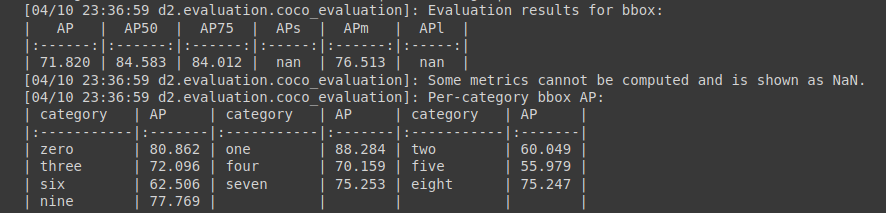 [04/10 23:36:59 d2.evaluation.coco_evaluation]: Evaluation results for bbox:
|   AP   |  AP50  |  AP75  |  APs  |  APm   |  APl  |
|:------:|:------:|:------:|:-----:|:------:|:-----:|
| 71.820 | 84.583 | 84.012 |  nan  | 76.513 |  nan  |
[04/10 23:36:59 d2.evaluation.coco_evaluation]: Some metrics cannot be computed and is shown as NaN.
[04/10 23:36:59 d2.evaluation.coco_evaluation]: Per-category bbox AP:
| category   | AP     | category   | AP     | category   | AP     |
|:-----------|:-------|:-----------|:-------|:-----------|:-------|
| zero       | 80.862 | one        | 88.284 | two        | 60.049 |
| three      | 72.096 | four       | 70.159 | five       | 55.979 |
| six        | 62.506 | seven      | 75.253 | eight      | 75.247 |
| nine       | 77.769 |            |        |            |        |